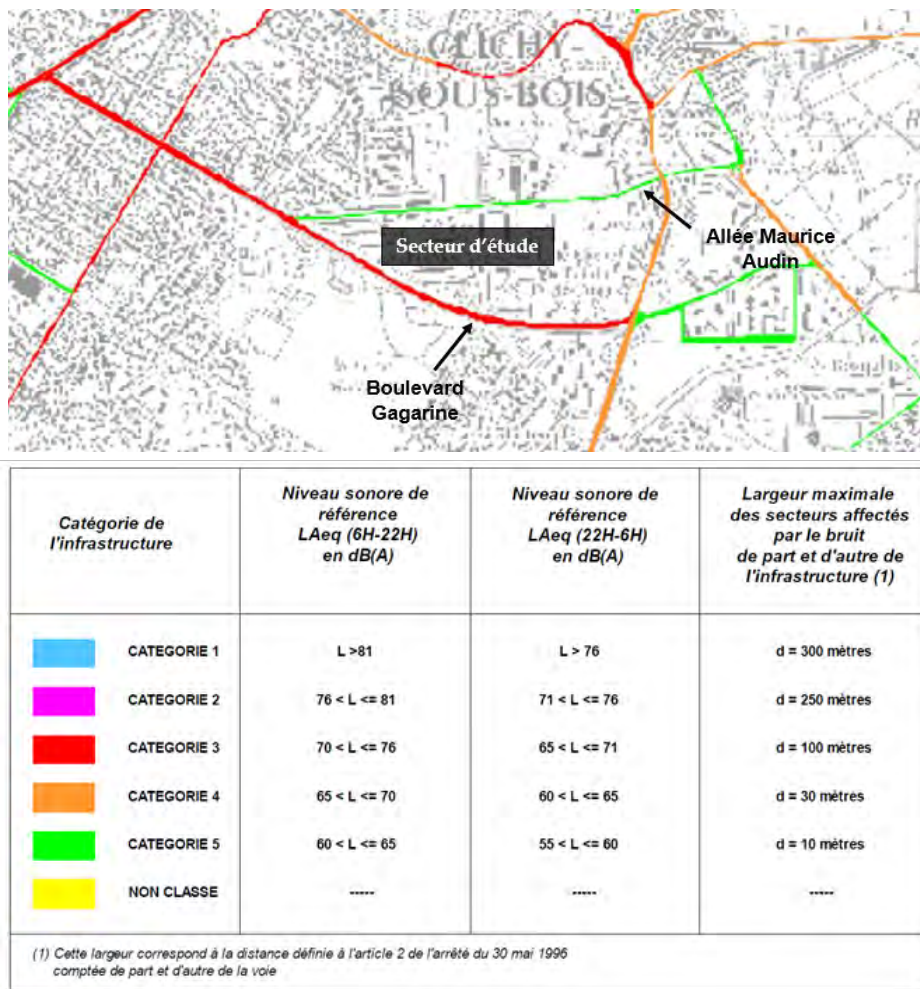 CLICHY-
SOUS-BOIS
Secteur d'étude
Allée Maurice
Audin
Boulevard
Gagarine
Catégorie de
l'infrastructure
Niveau sonore de
référence
LAeq (6H-22H)
en dB(A)
Niveau sonore de
référence
LAeq (22H-6H)
en dB(A)
Largeur maximale
des secteurs affectés
par le bruit
de part et d'autre de
l'infrastructure (1)
CATEGORIE 1 L >81 L > 76 d = 300 mètres
CATEGORIE 2 76 < L <= 81 71 < L <= 76 d = 250 mètres
CATEGORIE 3 70 < L <= 76 65 < L <= 71 d = 100 mètres
CATEGORIE 4 65 < L <= 70 60 < L <= 65 d = 30 mètres
CATEGORIE 5 60 < L <= 65 55 < L <= 60 d = 10 mètres
NON CLASSE ----- ----- -----
(1) Cette largeur correspond à la distance définie à l'article 2 de l'arrêté du 30 mai 1996
comptée de part et d'autre de la voie